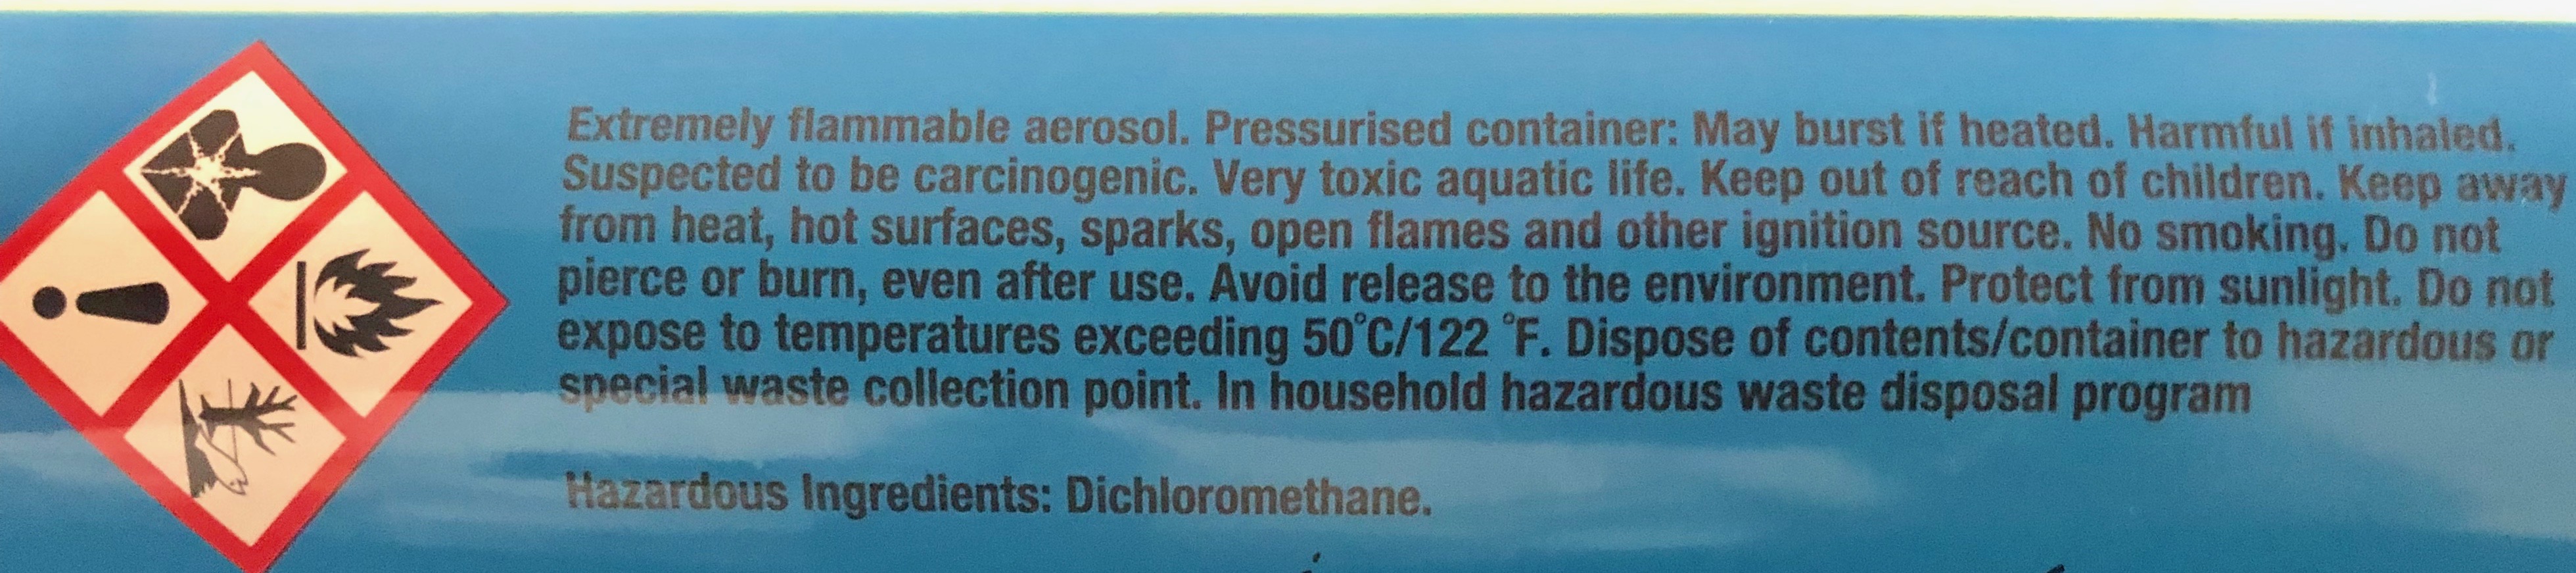 Extremely flammable aerosol. Pressurised container: May burst if heated. Harmful if inhaled.
Suspected to be carcinogenic. Very toxic aquatic life. Keep out of reach of children. Keep away
from heat, hot surfaces, sparks, open flames and other ignition source. No smoking. Do not
pierce or burn, even after use. Avoid release to the environment. Protect from sunlight. Do not
expose to temperatures exceeding 50°C/122 °F. Dispose of contents/container to hazardous or
special waste collection point. In household hazardous waste disposal program
Hazardous Ingredients: Dichloromethane.